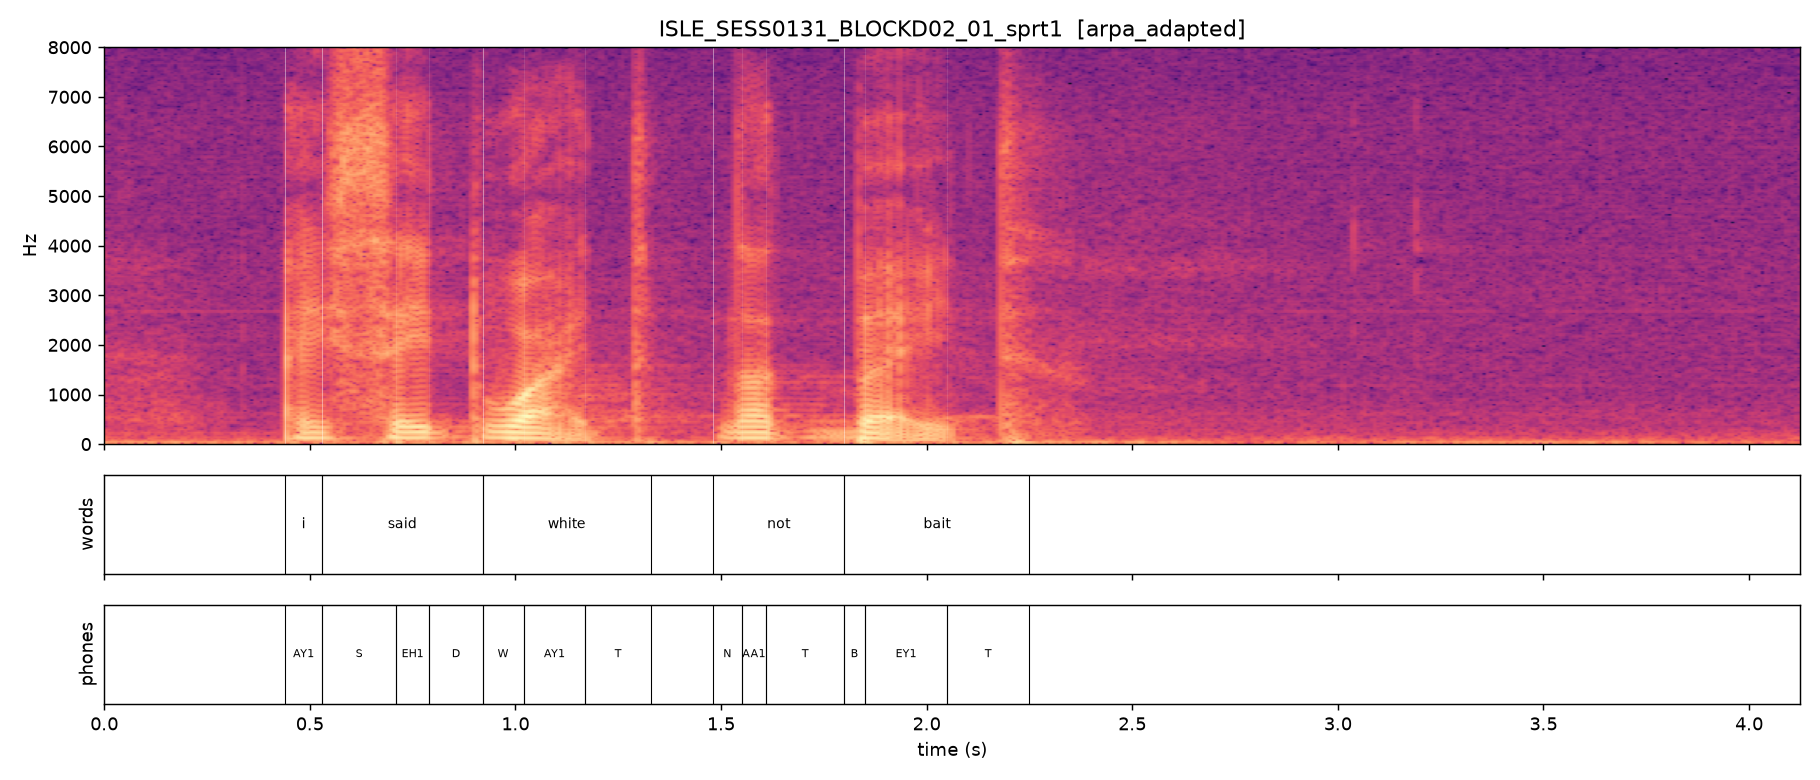 ISLE_SESS0131_BLOCKD02_01_sprt1 [arpa_adapted]
8000
7000
6000
5000
4000
3000
2000
1000
0
Hz
words
i said white not bait
phones
AY1 S EH1 D W AY1 T N AA1 T B EY1 T
0.0 0.5 1.0 1.5 2.0 2.5 3.0 3.5 4.0
time (s)